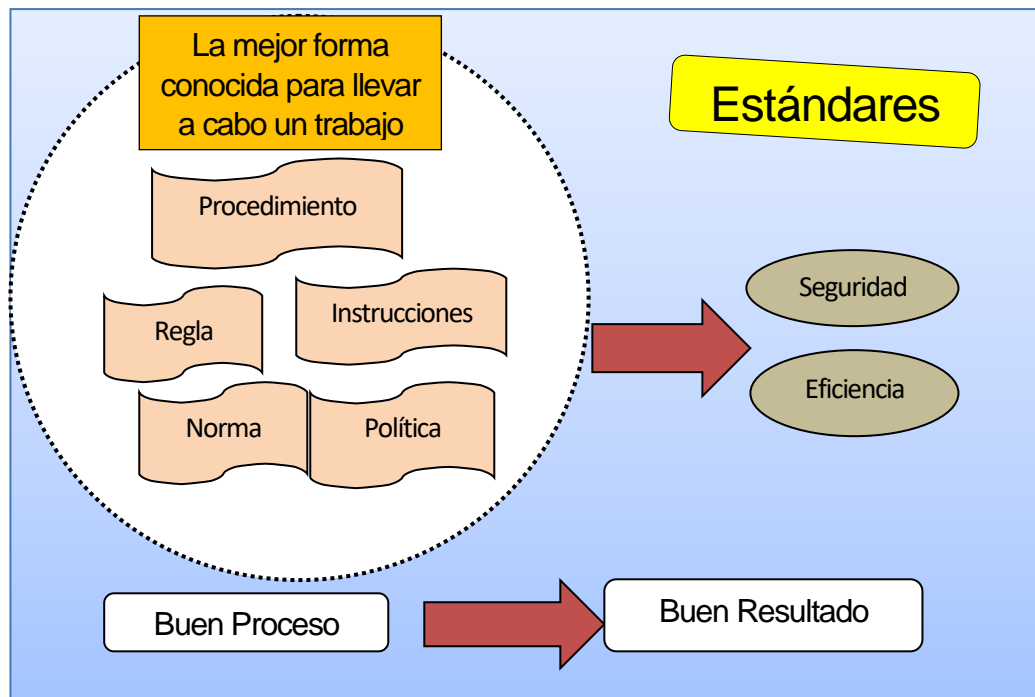 La mejor forma
conocida para llevar
a cabo un trabajo
Estándares
Procedimiento
Regla
Instrucciones
Norma
Política
Seguridad
Eficiencia
Buen Proceso
Buen Resultado